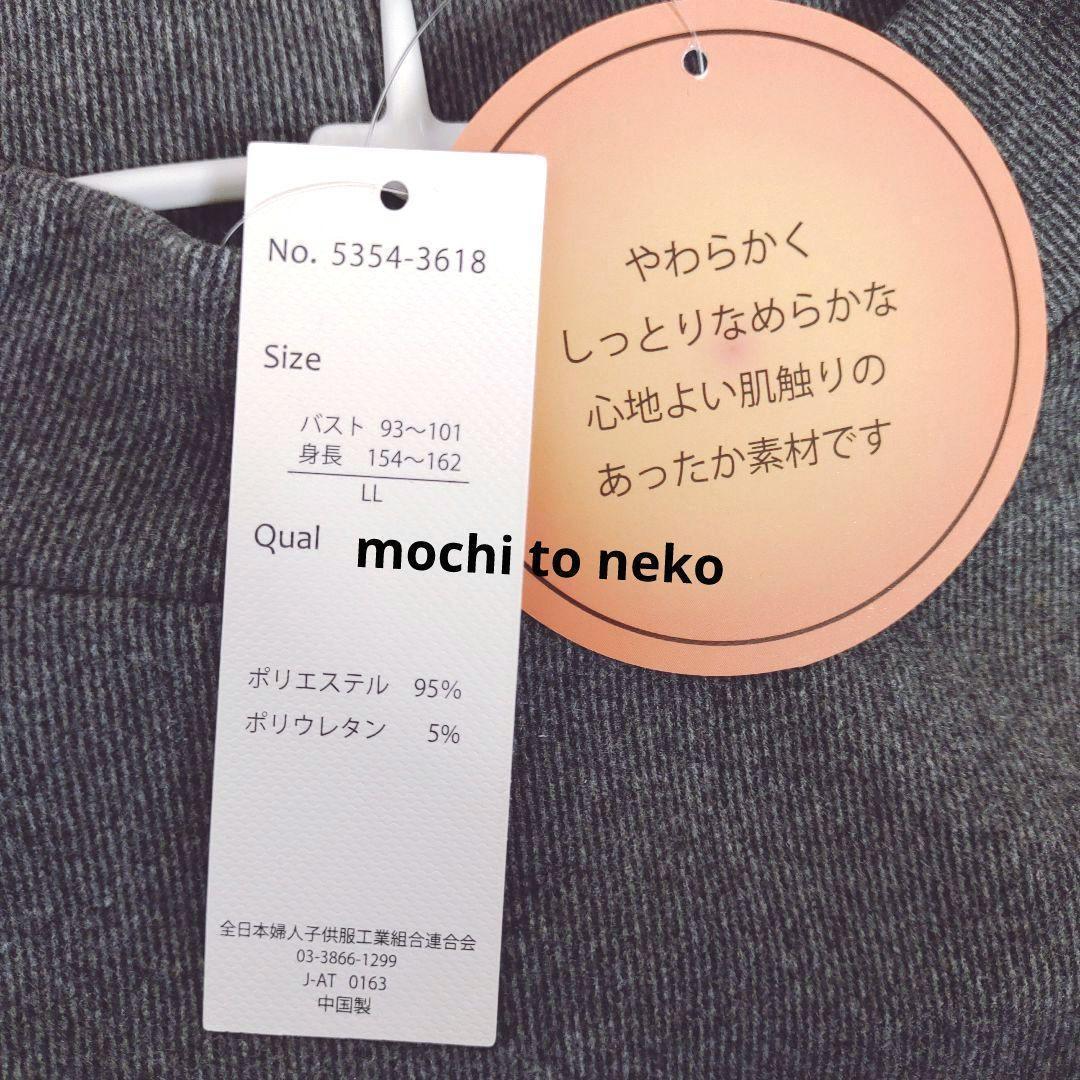 No. 5354-3618
Size
バスト 93～101
身長 154～162
LL
Qual
ポリエステル 95%
ポリウレタン 5%
全日本婦人子供服工業組合連合会
03-3866-1299
J-AT 0163
中国製
やわらかく
しっとりなめらかな
心地よい肌触りの
あったか素材です
mochi to neko